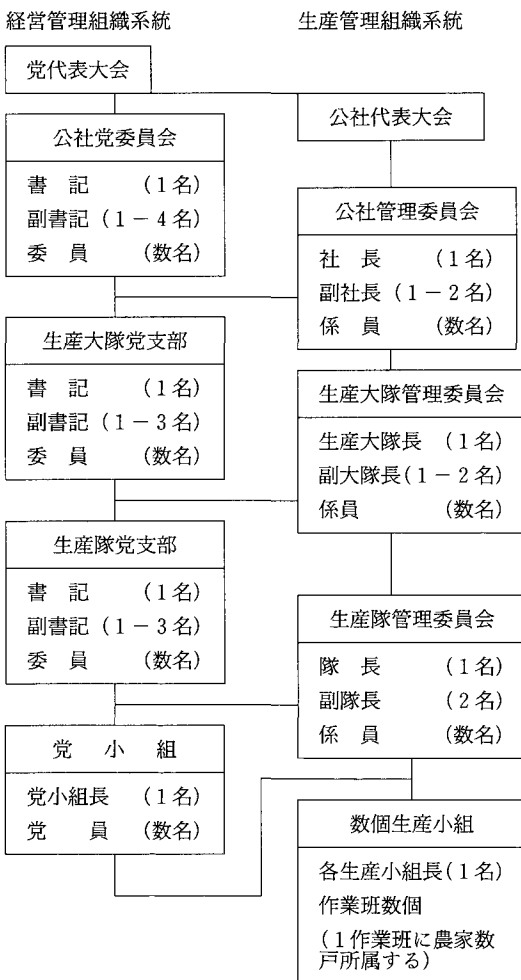 経営管理組織系統
党代表大会
公社党委員会
書　記　　（1名）
副書記（1－4名）
委　員　　（数名）
生産大隊党支部
書　記　　（1名）
副書記（1－3名）
委　員　　（数名）
生産隊党支部
書　記　　（1名）
副書記（1－3名）
委　員　　（数名）
党　小　組
党小組長　（1名）
党　　員　（数名）
生産管理組織系統
公社代表大会
公社管理委員会
社　長　　（1名）
副社長（1－2名）
係　員　　（数名）
生産大隊管理委員会
生産大隊長　（1名）
副大隊長（1－2名）
係員　　　（数名）
生産隊管理委員会
隊　長　　（1名）
副隊長　　（2名）
係　員　　（数名）
数個生産小組
各生産小組長（1名）
作業班数個
（1作業班に農家数
戸所属する）